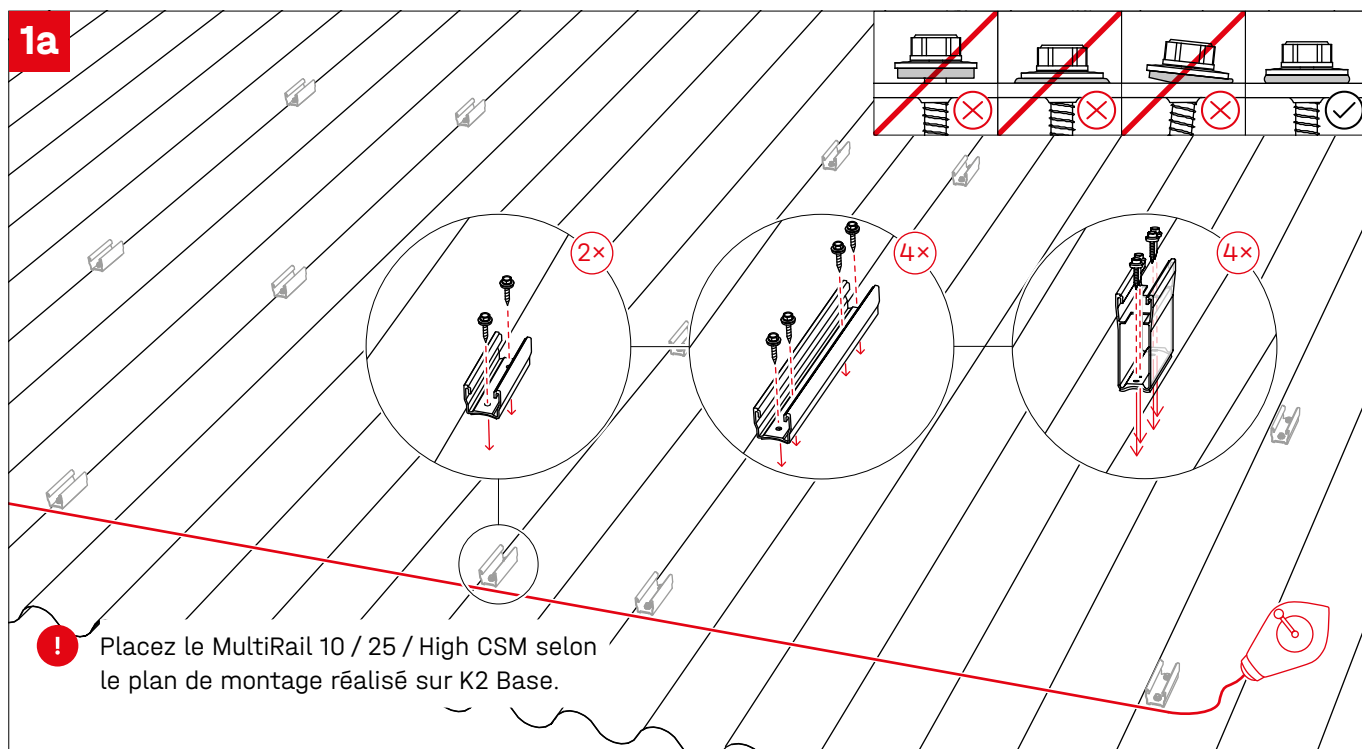 1a
2×
4×
4×
!
Placez le MultiRail 10 / 25 / High CSM selon
le plan de montage réalisé sur K2 Base.